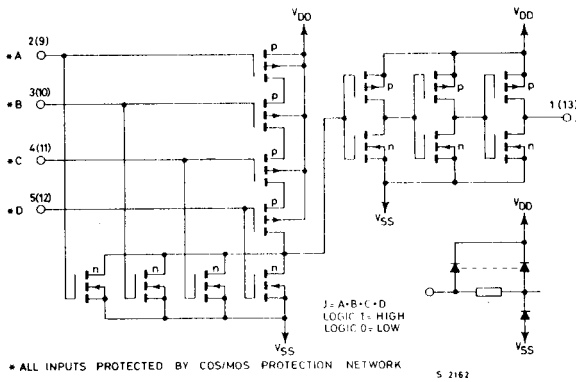 VDD
VDD
2(9)
*A
p
3(10)
*B
p
p p p
1(13)
4(11)
*C
p
n n n
5(12)
*D
p
VSS
VDD
n n n n
J = A+B+C+D
LOGIC 1= HIGH
LOGIC 0= LOW
VSS
VSS
* ALL INPUTS PROTECTED BY COS/MOS PROTECTION NETWORK
S 2162